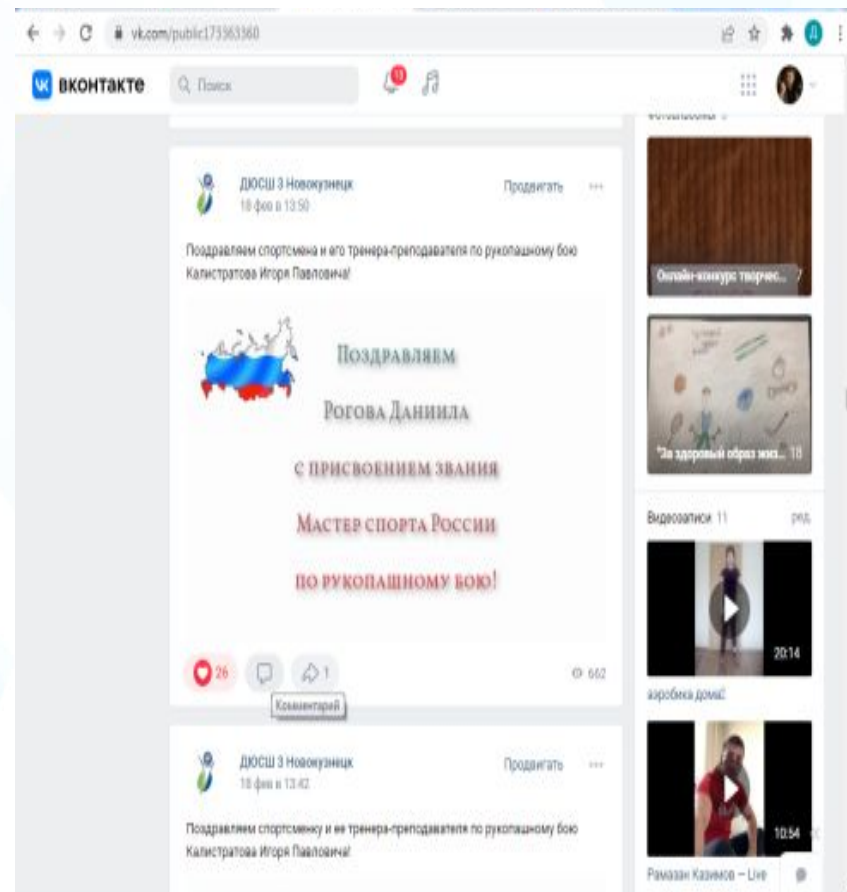 vk.com/public173363360
Д
ВКОНТАКТЕ
Поиск
ДЮСШ 3 Новокузнецк
18 фев в 13:50
Продвигать
Поздравляем спортсмена и его тренера-преподавателя по рукопашному бою
Калистратова Игоря Павловича!
Поздравляем
Рогова Даниила
с присвоением звания
Мастер спорта России
по рукопашному бою!
26
1
662
Комментарий
ДЮСШ 3 Новокузнецк
18 фев в 13:42
Продвигать
Поздравляем спортсменку и ее тренера-преподавателя по рукопашному бою
Калистратова Игоря Павловича!
Онлайн-конкурс творчес... 7
"За здоровый образ жиз... 18
Видеозаписи 11
ред.
20:14
аэробика дома!
10:54
Рамазан Казимов – Live